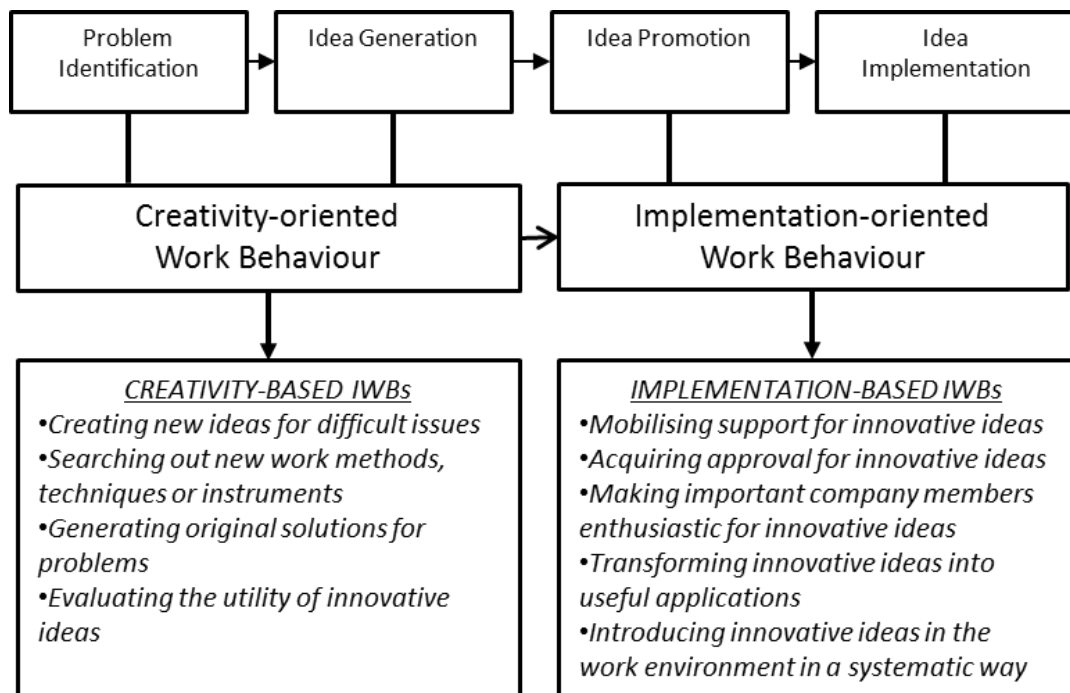 Problem
Identification
Idea Generation
Idea Promotion
Idea
Implementation
Creativity-oriented
Work Behaviour
Implementation-oriented
Work Behaviour
CREATIVITY-BASED IWBs
•Creating new ideas for difficult issues
•Searching out new work methods,
techniques or instruments
•Generating original solutions for
problems
•Evaluating the utility of innovative
ideas
IMPLEMENTATION-BASED IWBs
•Mobilising support for innovative ideas
•Acquiring approval for innovative ideas
•Making important company members
enthusiastic for innovative ideas
•Transforming innovative ideas into
useful applications
•Introducing innovative ideas in the
work environment in a systematic way